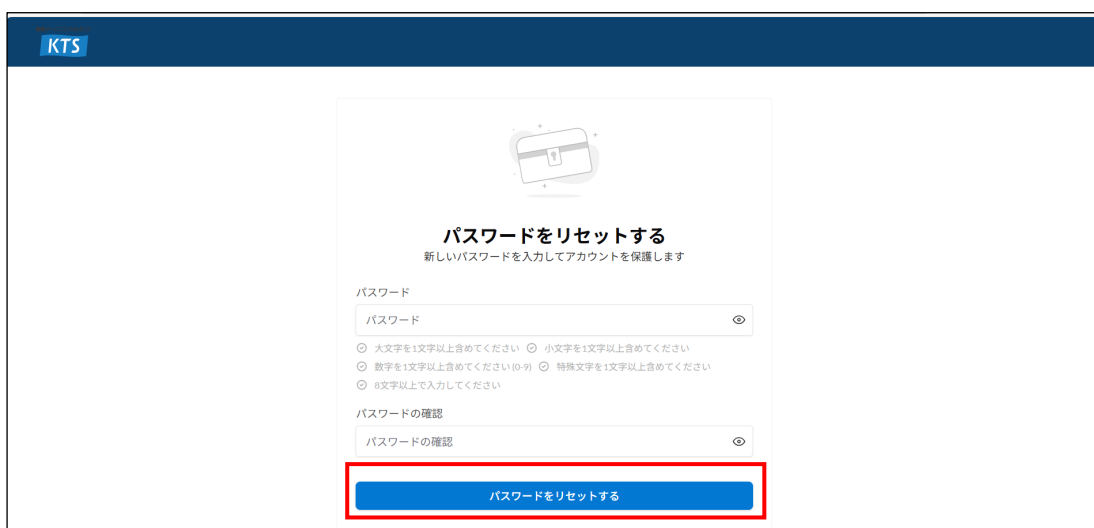 KTS
パスワードをリセットする
新しいパスワードを入力してアカウントを保護します
パスワード
パスワード
大文字を1文字以上含めてください 小文字を1文字以上含めてください
数字を1文字以上含めてください (0-9) 特殊文字を1文字以上含めてください
8文字以上で入力してください
パスワードの確認
パスワードの確認
パスワードをリセットする